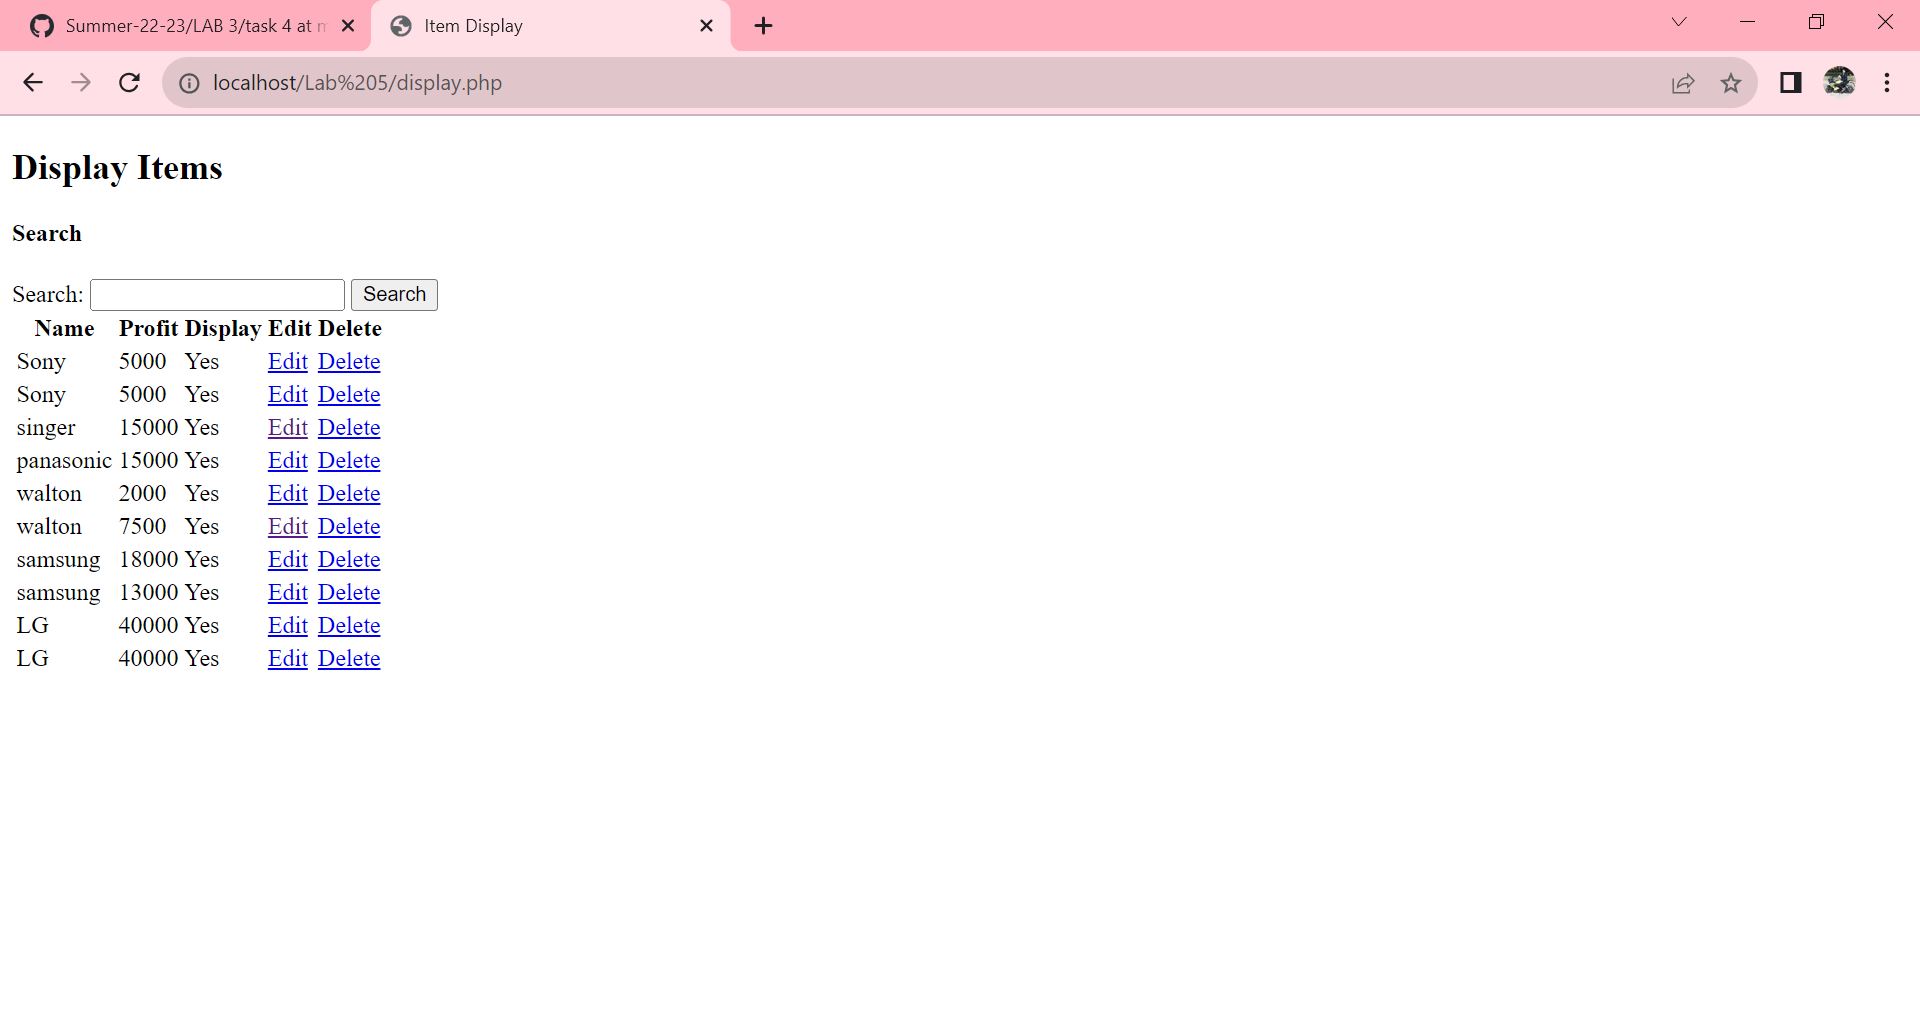 Summer-22-23/LAB 3/task 4 at
Item Display
localhost/Lab%205/display.php
Display Items
Search
Search: Search
Name Profit Display Edit Delete
Sony 5000 Yes Edit Delete
Sony 5000 Yes Edit Delete
singer 15000 Yes Edit Delete
panasonic 15000 Yes Edit Delete
walton 2000 Yes Edit Delete
walton 7500 Yes Edit Delete
samsung 18000 Yes Edit Delete
samsung 13000 Yes Edit Delete
LG 40000 Yes Edit Delete
LG 40000 Yes Edit Delete